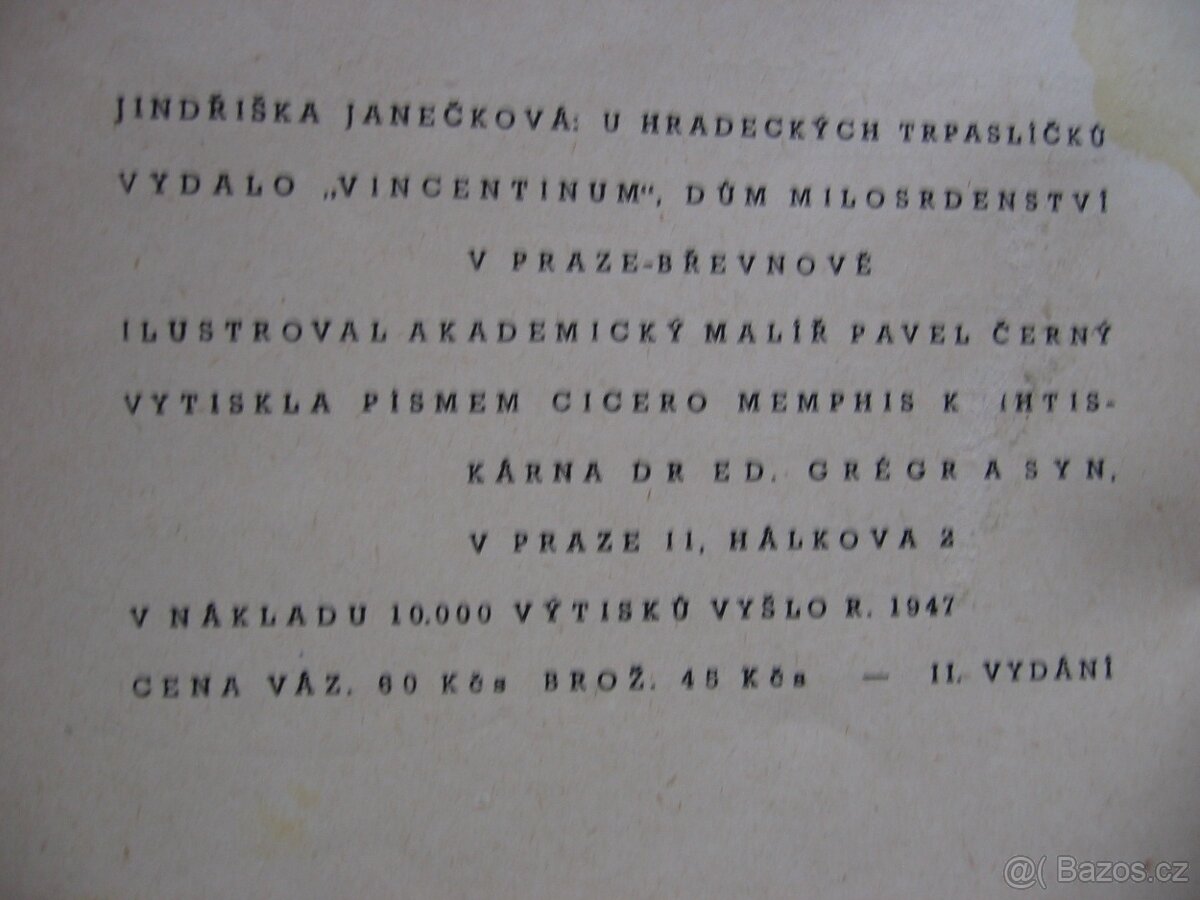 JINDŘIŠKA JANEČKOVÁ: U HRADECKÝCH TRPASLÍČKŮ
VYDALO „VINCENTINUM“, DŮM MILOSRDENSTVÍ
V PRAZE-BŘEVNOVĚ
ILUSTROVAL AKADEMICKÝ MALÍŘ PAVEL ČERNÝ
VYTISKLA PÍSMEM CICERO MEMPHIS K
KÁRNA DR ED. GRÉGR A SYN,
V PRAZE II, HÁLKOVA 2
V NÁKLADU 10.000 VÝTISKŮ VYŠLO R. 1947
CENA VÁZ. 60 Kčs BROŽ. 45 Kčs — II. VYDÁNÍ
@( Bazos.cz